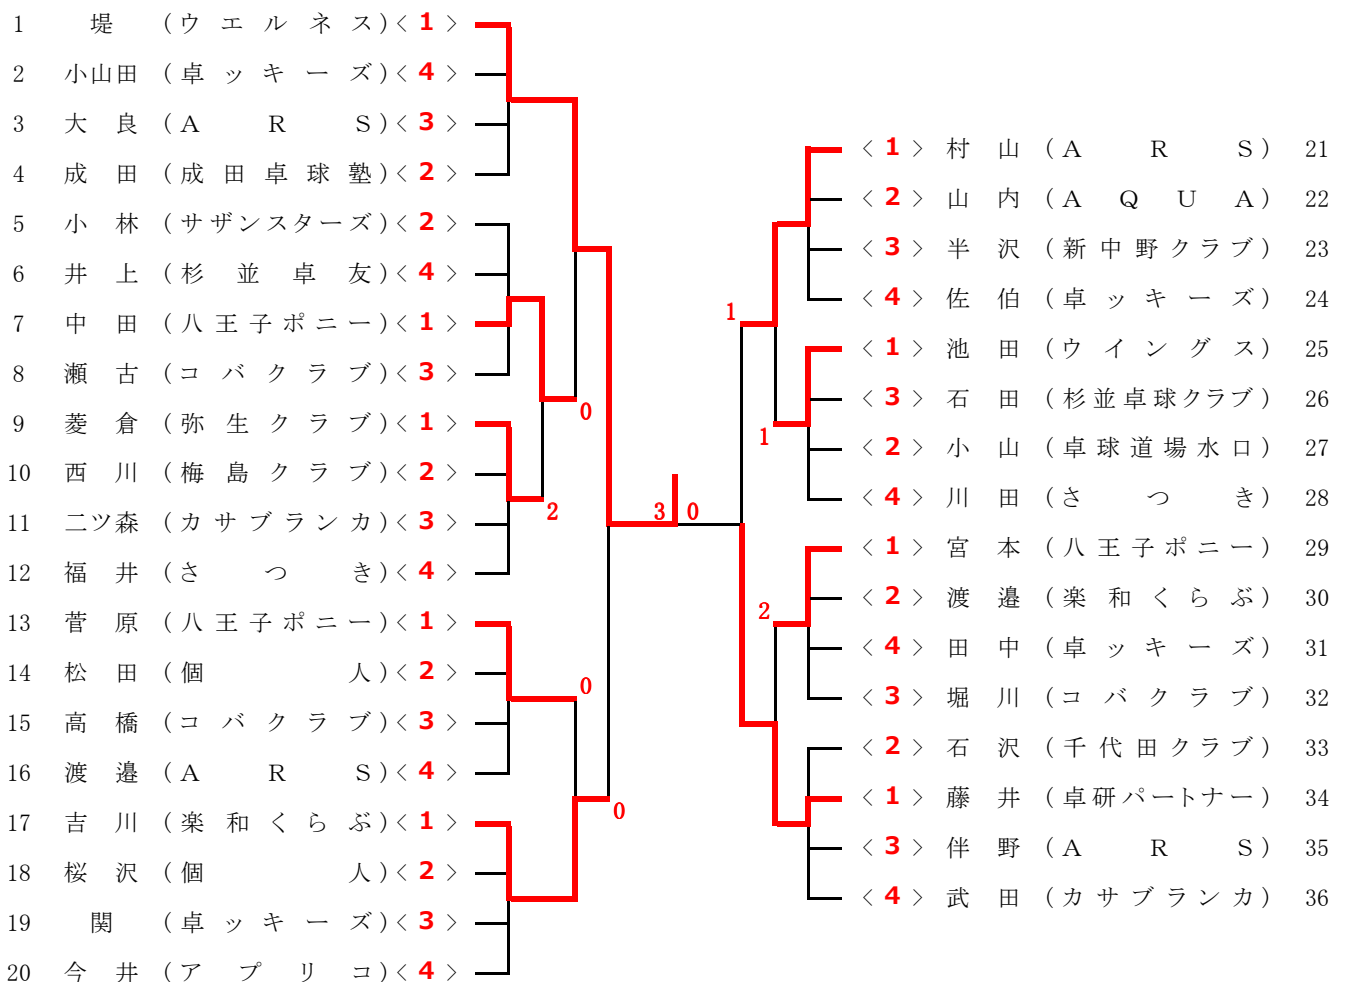 1 堤 (ウエルネス)< 1 >
2 小山田 (卓ッキーズ)< 4 >
3 大良 (ARS)< 3 >
4 成田 (成田卓球塾)< 2 >
5 小林 (サザンスターズ)< 2 >
6 井上 (杉並卓友)< 4 >
7 中田 (八王子ポニー)< 1 >
8 瀬古 (コバクラブ)< 3 >
9 菱倉 (弥生クラブ)< 1 >
10 西川 (梅島クラブ)< 2 >
11 二ツ森 (カサブランカ)< 3 >
12 福井 (さつき)< 4 >
13 菅原 (八王子ポニー)< 1 >
14 松田 (個人)< 2 >
15 高橋 (コバクラブ)< 3 >
16 渡邉 (ARS)< 4 >
17 吉川 (楽和くらぶ)< 1 >
18 桜沢 (個人)< 2 >
19 関 (卓ッキーズ)< 3 >
20 今井 (アプリコ)< 4 >
0
2
0
0
3 0
1
1
2
< 1 > 村山 (ARS) 21
< 2 > 山内 (AQUA) 22
< 3 > 半沢 (新中野クラブ) 23
< 4 > 佐伯 (卓ッキーズ) 24
< 1 > 池田 (ウイングス) 25
< 3 > 石田 (杉並卓球クラブ) 26
< 2 > 小山 (卓球道場水口) 27
< 4 > 川田 (さつき) 28
< 1 > 宮本 (八王子ポニー) 29
< 2 > 渡邉 (楽和くらぶ) 30
< 4 > 田中 (卓ッキーズ) 31
< 3 > 堀川 (コバクラブ) 32
< 2 > 石沢 (千代田クラブ) 33
< 1 > 藤井 (卓研パートナー) 34
< 3 > 伴野 (ARS) 35
< 4 > 武田 (カサブランカ) 36